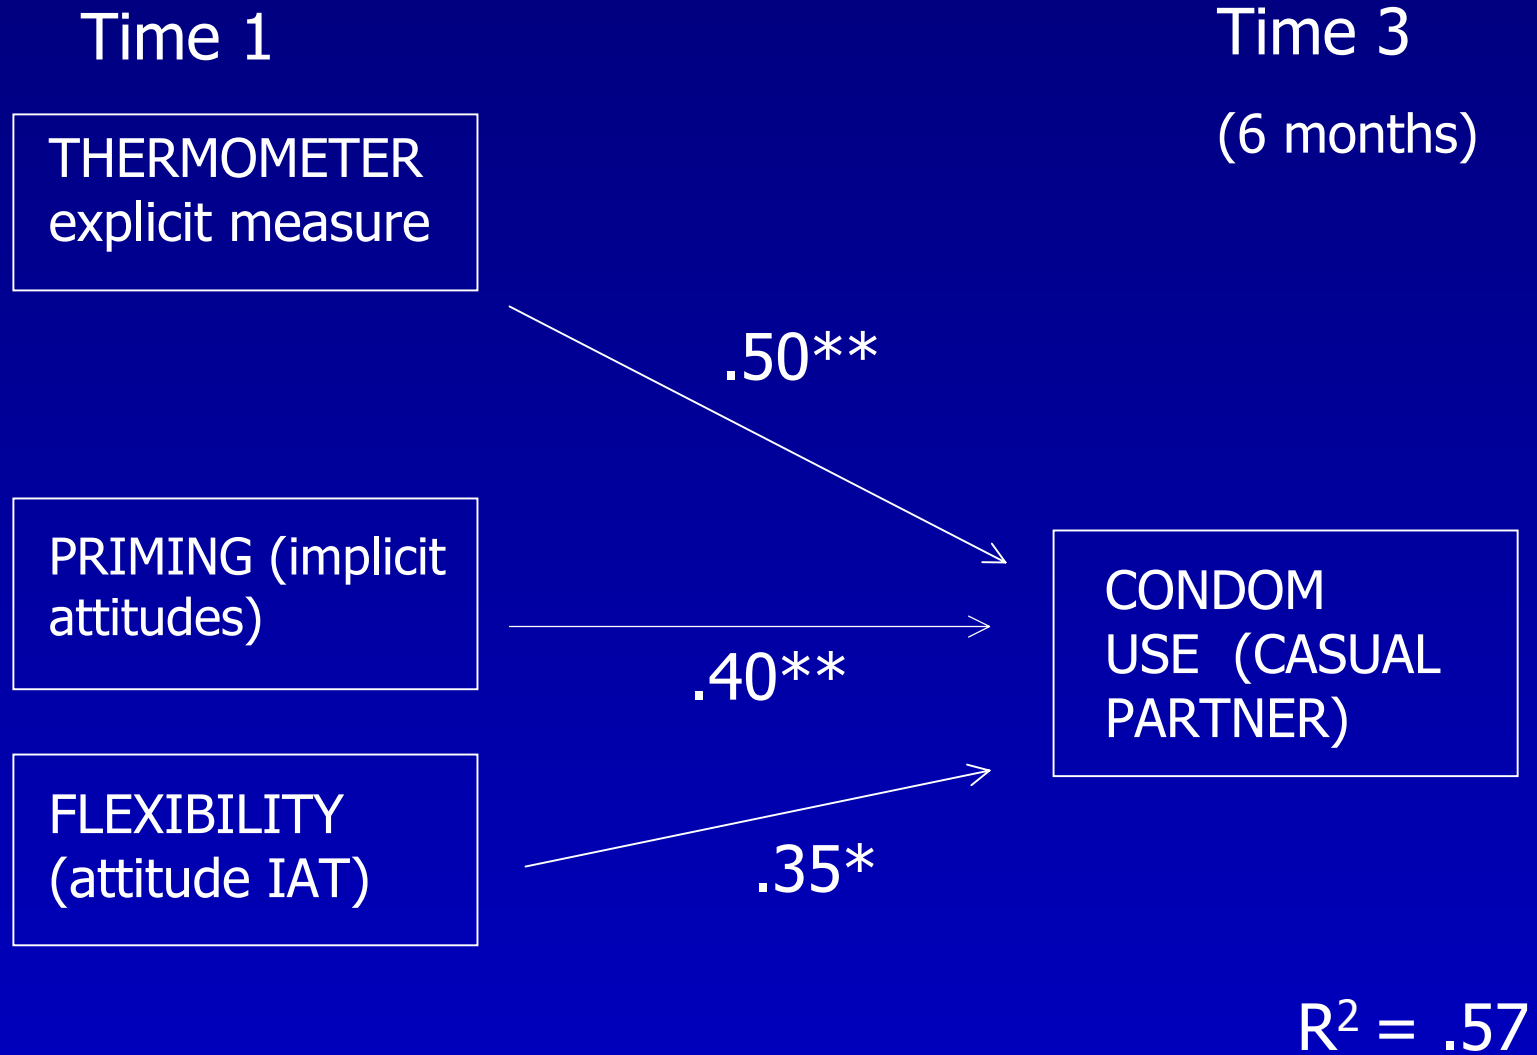 Time 1
Time 3
(6 months)
THERMOMETER
explicit measure
.50**
PRIMING (implicit
attitudes)
.40**
CONDOM
USE  (CASUAL
PARTNER)
FLEXIBILITY
(attitude IAT)
.35*
R² = .57